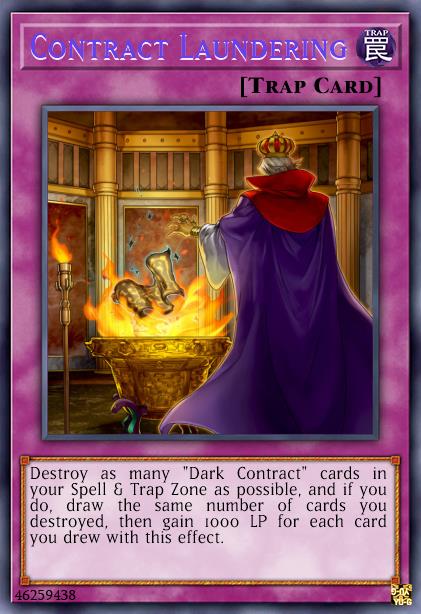 Contract Laundering
TRAP
罠
[Trap Card]
Destroy as many "Dark Contract" cards in
your Spell & Trap Zone as possible, and if you
do, draw the same number of cards you
destroyed, then gain 1000 LP for each card
you drew with this effect.
46259438